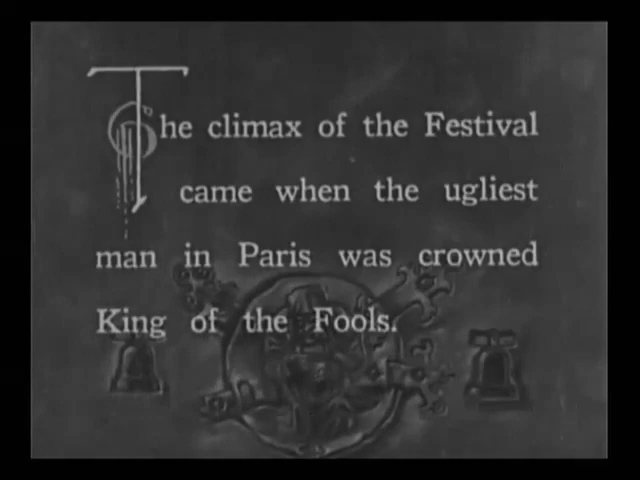 The climax of the Festival
came when the ugliest
man in Paris was crowned
King of the Fools.